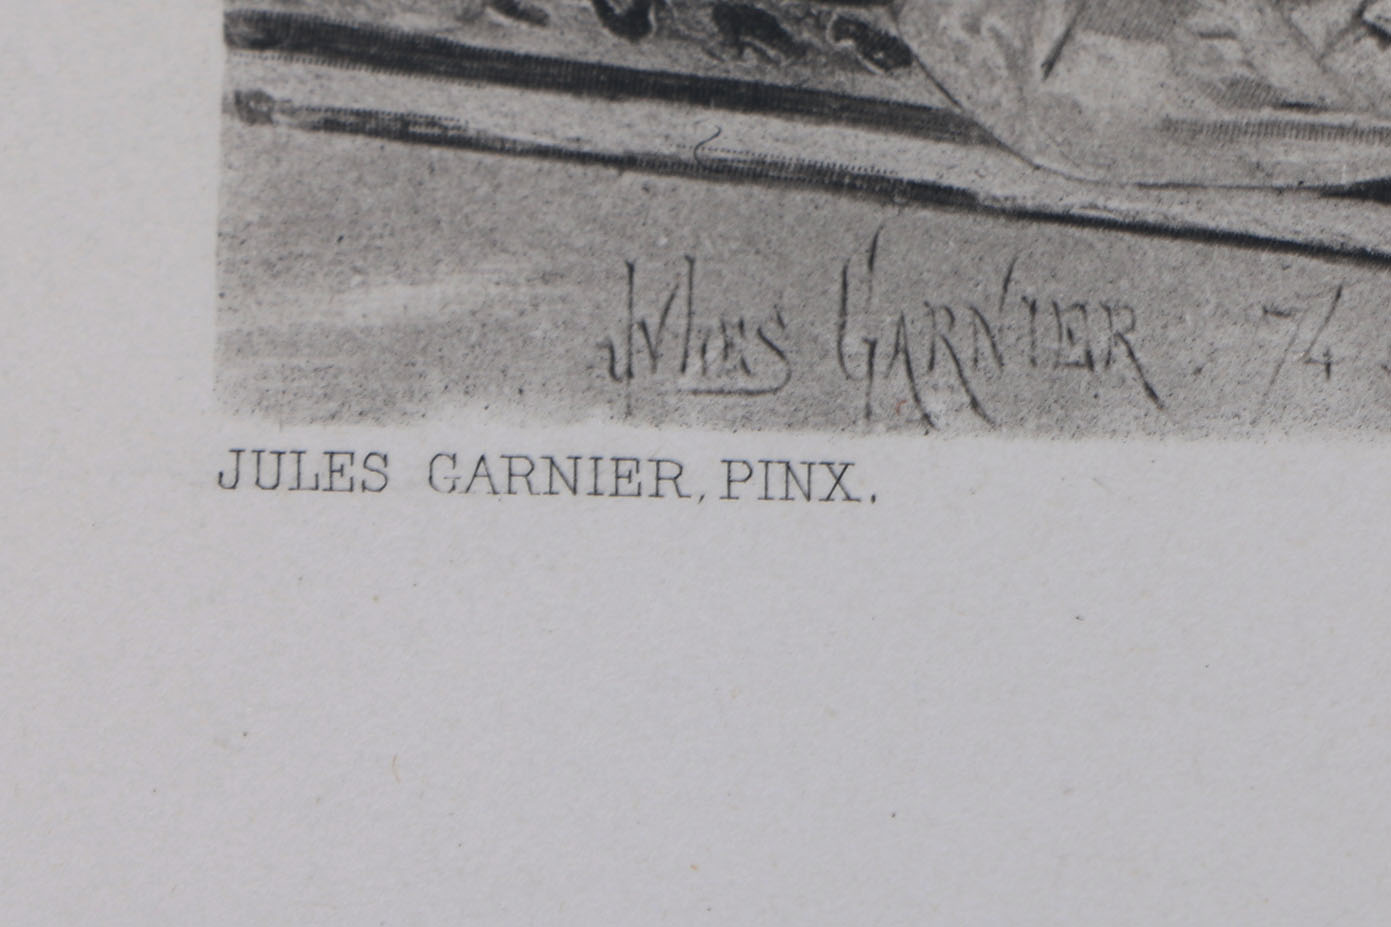 JULES GARNIER . 74
JULES GARNIER, PINX.